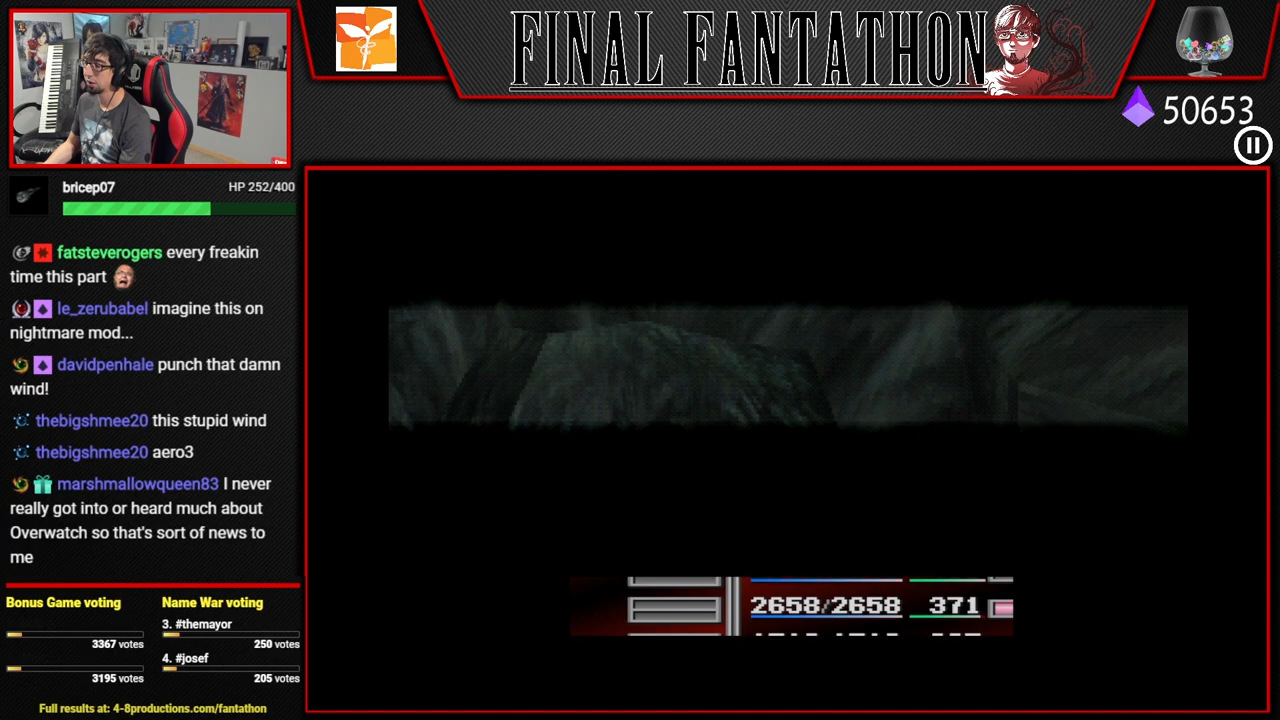 FINAL FANTATHON
50653
bricep07 HP 252/400
fatsteverogers every freakin
time this part
le_zerubabel imagine this on
nightmare mod...
davidpenhale punch that damn
wind!
thebigshmee20 this stupid wind
thebigshmee20 aero3
marshmallowqueen83 I never
really got into or heard much about
Overwatch so that's sort of news to
me
2658/2658 371
Bonus Game voting
3367 votes
3195 votes
Name War voting
3. #themayor
250 votes
4. #josef
205 votes
Full results at: 4-8productions.com/fantathon